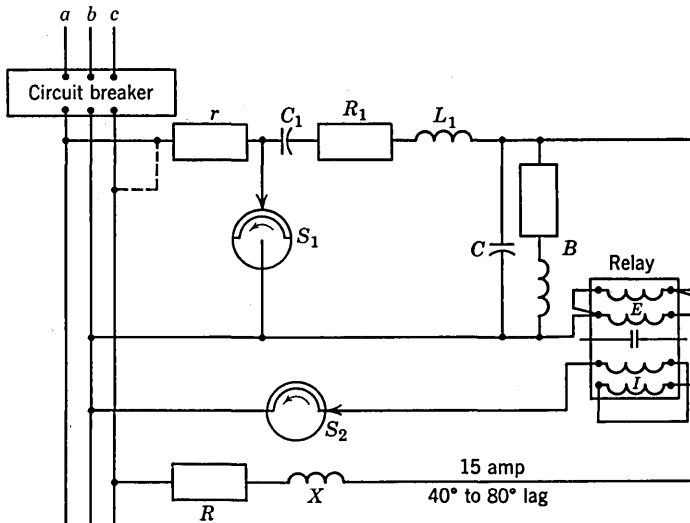 a b c
Circuit breaker
r C₁ R₁ L₁
S₁ C B
Relay
E
I
S₂
15 amp
R X 40° to 80° lag